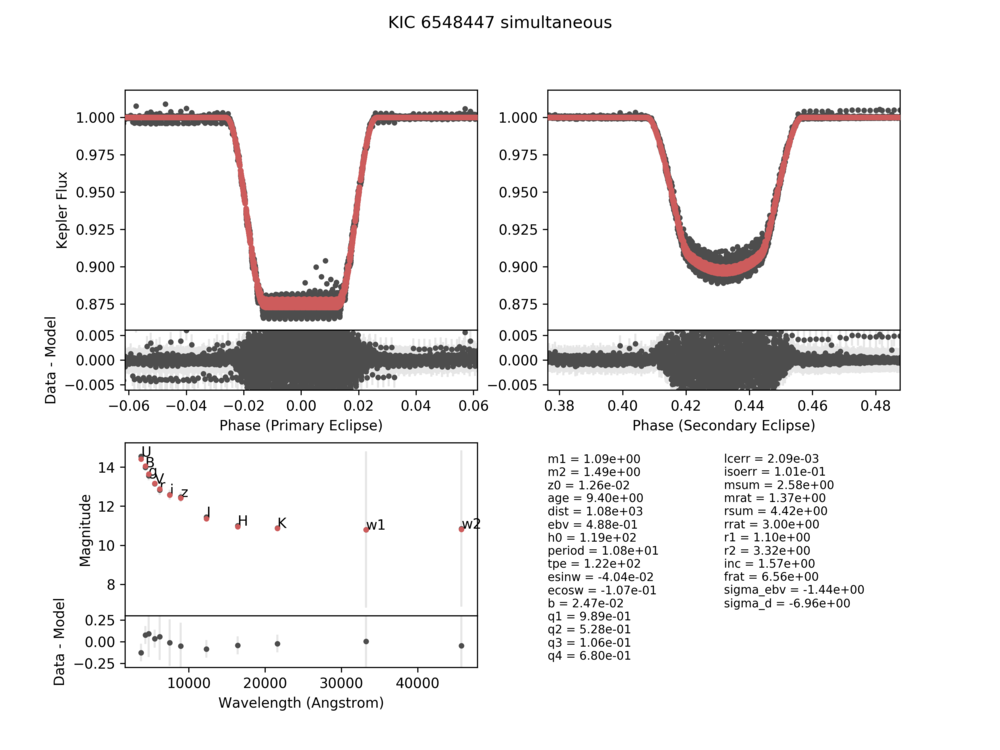 KIC 6548447 simultaneous
1.000
0.975
0.950
0.925
0.900
0.875
Kepler Flux
0.005
0.000
−0.005
Data - Model
−0.06 −0.04 −0.02 0.00 0.02 0.04 0.06
Phase (Primary Eclipse)
1.000
0.975
0.950
0.925
0.900
0.875
0.005
0.000
−0.005
0.38 0.40 0.42 0.44 0.46 0.48
Phase (Secondary Eclipse)
14
12
10
8
Magnitude
U
B
g
V
r
i
z
J
H
K
w1
w2
0.25
0.00
−0.25
Data - Model
10000 20000 30000 40000
Wavelength (Angstrom)
m1 = 1.09e+00
m2 = 1.49e+00
z0 = 1.26e-02
age = 9.40e+00
dist = 1.08e+03
ebv = 4.88e-01
h0 = 1.19e+02
period = 1.08e+01
tpe = 1.22e+02
esinw = -4.04e-02
ecosw = -1.07e-01
b = 2.47e-02
q1 = 9.89e-01
q2 = 5.28e-01
q3 = 1.06e-01
q4 = 6.80e-01
lcerr = 2.09e-03
isoerr = 1.01e-01
msum = 2.58e+00
mrat = 1.37e+00
rsum = 4.42e+00
rrat = 3.00e+00
r1 = 1.10e+00
r2 = 3.32e+00
inc = 1.57e+00
frat = 6.56e+00
sigma_ebv = -1.44e+00
sigma_d = -6.96e+00